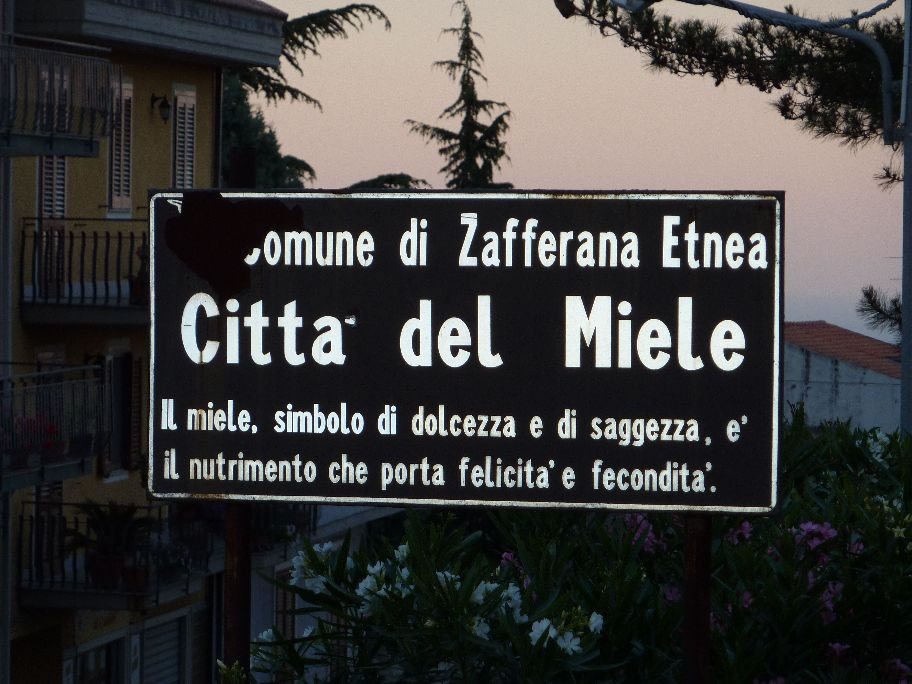 Comune di Zafferana Etnea
Citta' del Miele
Il miele, simbolo di dolcezza e di saggezza, e'
il nutrimento che porta felicita' e fecondita'.